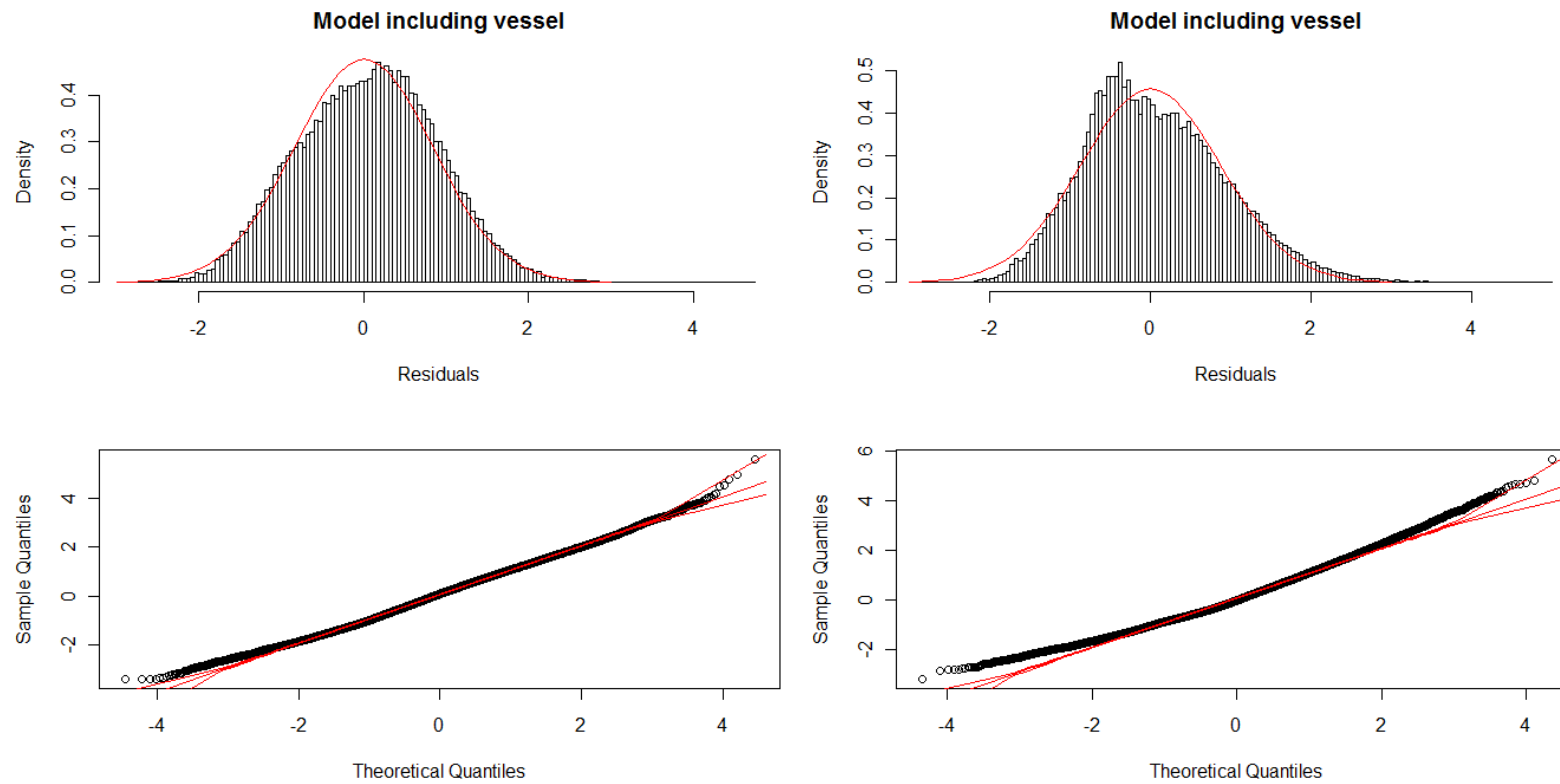 Model including vessel
Density
0.0 0.1 0.2 0.3 0.4
-2 0 2 4
Residuals
Model including vessel
Density
0.0 0.1 0.2 0.3 0.4 0.5
-2 0 2 4
Residuals
Sample Quantiles
-2 0 2 4
-4 -2 0 2 4
Theoretical Quantiles
Sample Quantiles
-2 0 2 4 6
-4 -2 0 2 4
Theoretical Quantiles